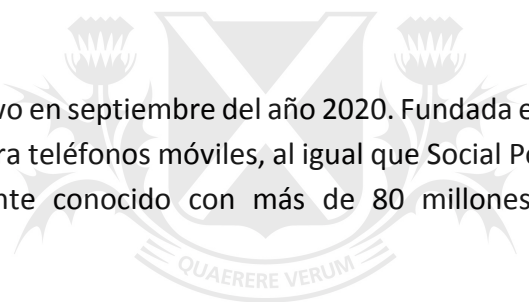 vo en septiembre del año 2020. Fundada e
ra teléfonos móviles, al igual que Social P
nte conocido con más de 80 millones
QUAERERE VERUM